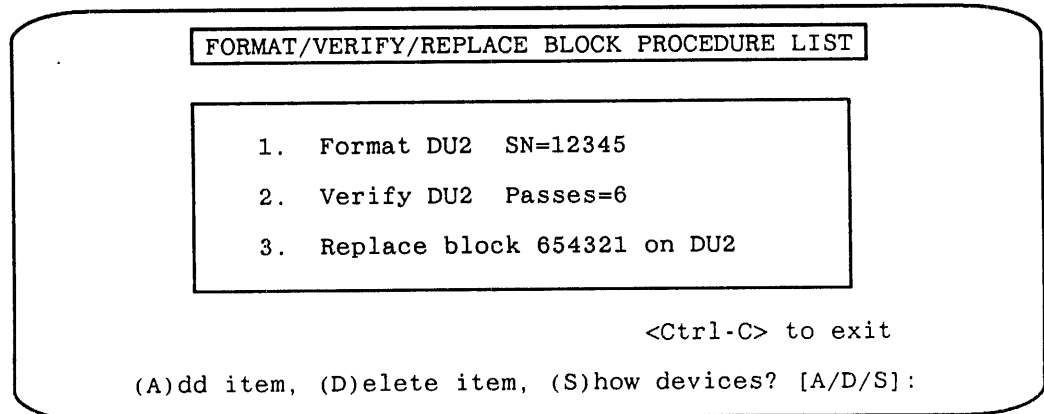 FORMAT/VERIFY/REPLACE BLOCK PROCEDURE LIST
1. Format DU2 SN=12345
2. Verify DU2 Passes=6
3. Replace block 654321 on DU2
<Ctrl-C> to exit
(A)dd item, (D)elete item, (S)how devices? [A/D/S]: